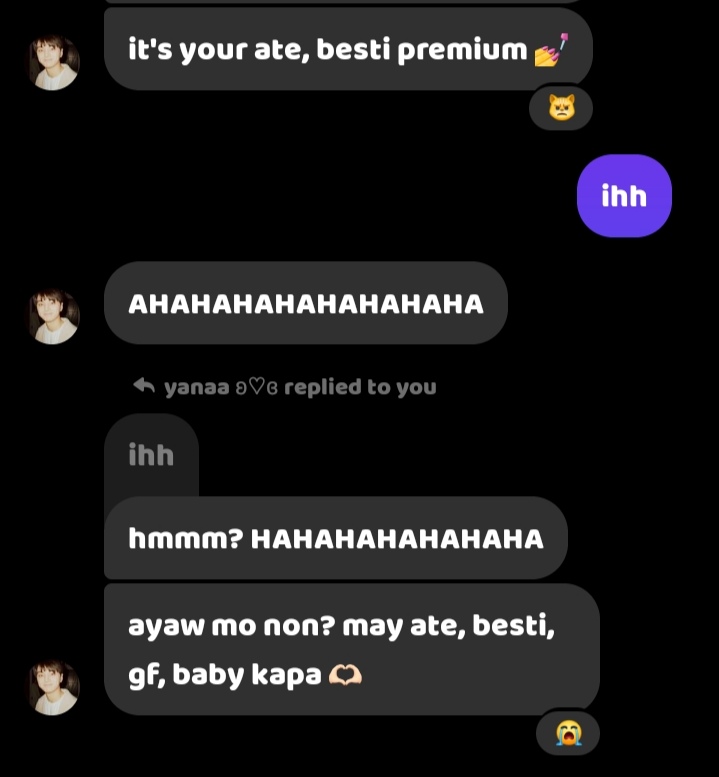 it's your ate, besti premium 💅
😾
ihh
AHAHAHAHAHAHAHAHA
yanaa ʚ♡ɞ replied to you
ihh
hmmm? HAHAHAHAHAHAHA
ayaw mo non? may ate, besti,
gf, baby kapa 🫶🏻
😭